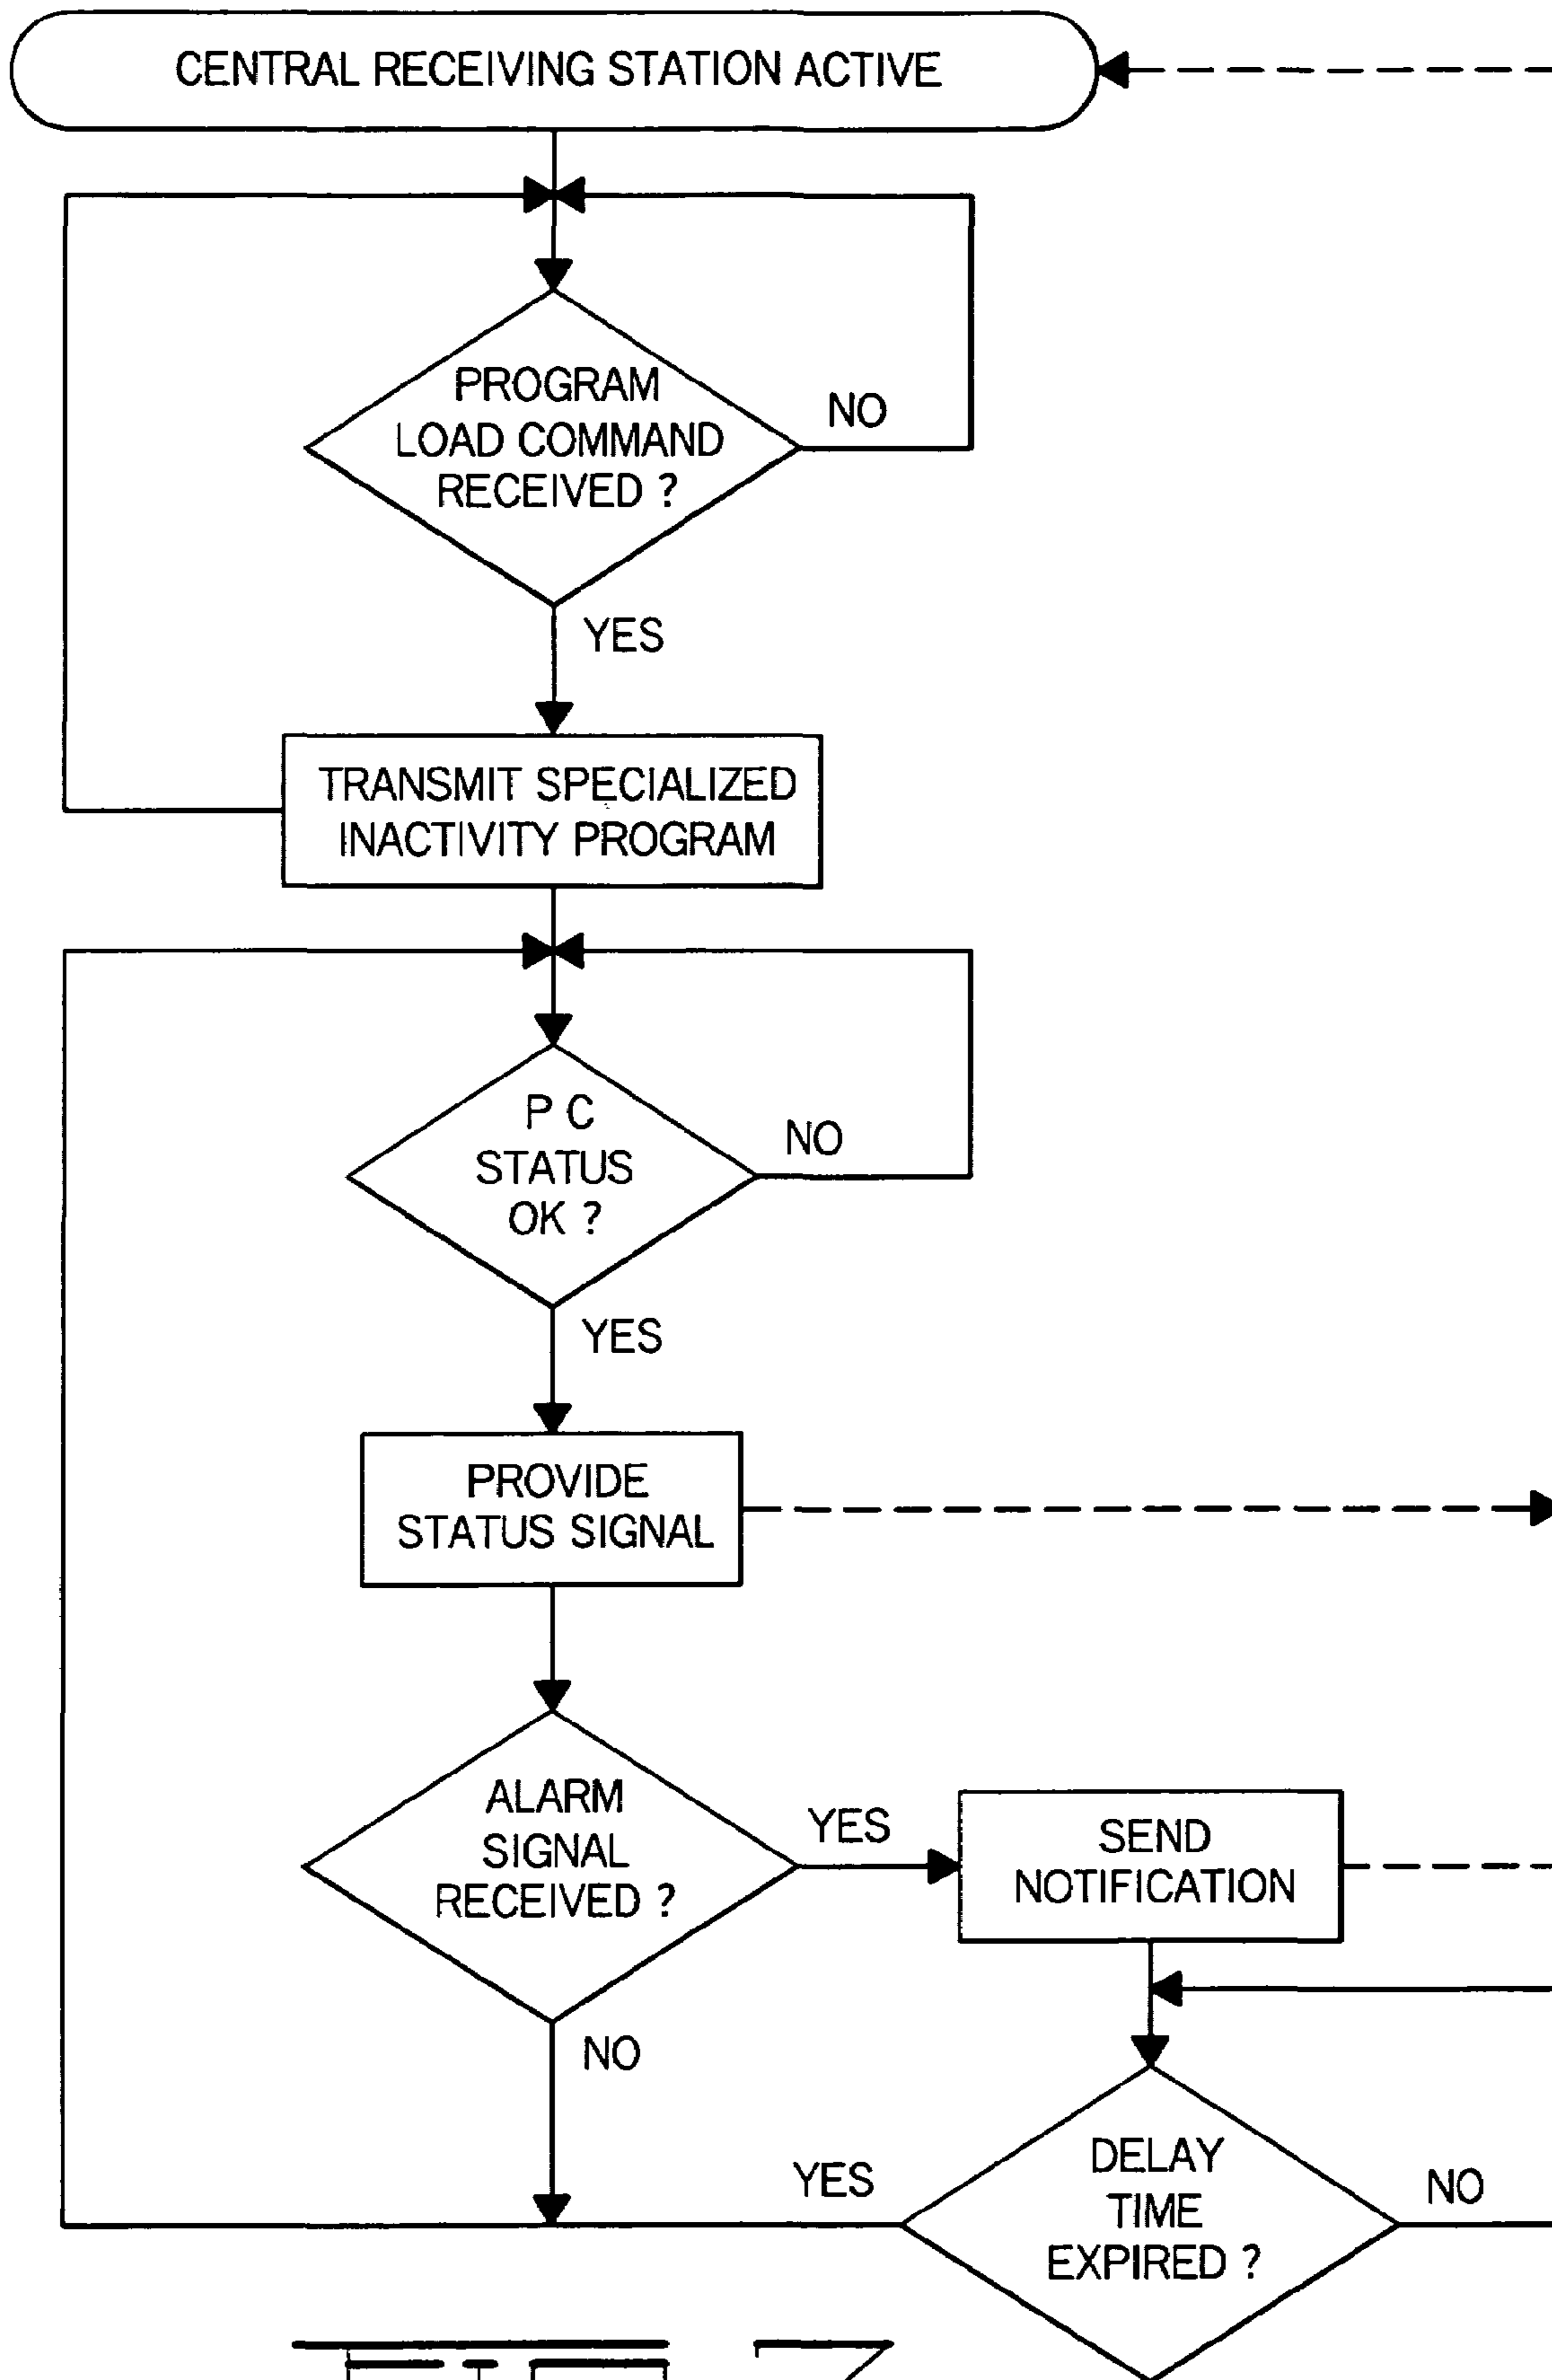 CENTRAL RECEIVING STATION ACTIVE
PROGRAM
LOAD COMMAND
RECEIVED ?
NO
YES
TRANSMIT SPECIALIZED
INACTIVITY PROGRAM
P C
STATUS
OK ?
NO
YES
PROVIDE
STATUS SIGNAL
ALARM
SIGNAL
RECEIVED ?
YES
SEND
NOTIFICATION
NO
DELAY
TIME
EXPIRED ?
YES
NO